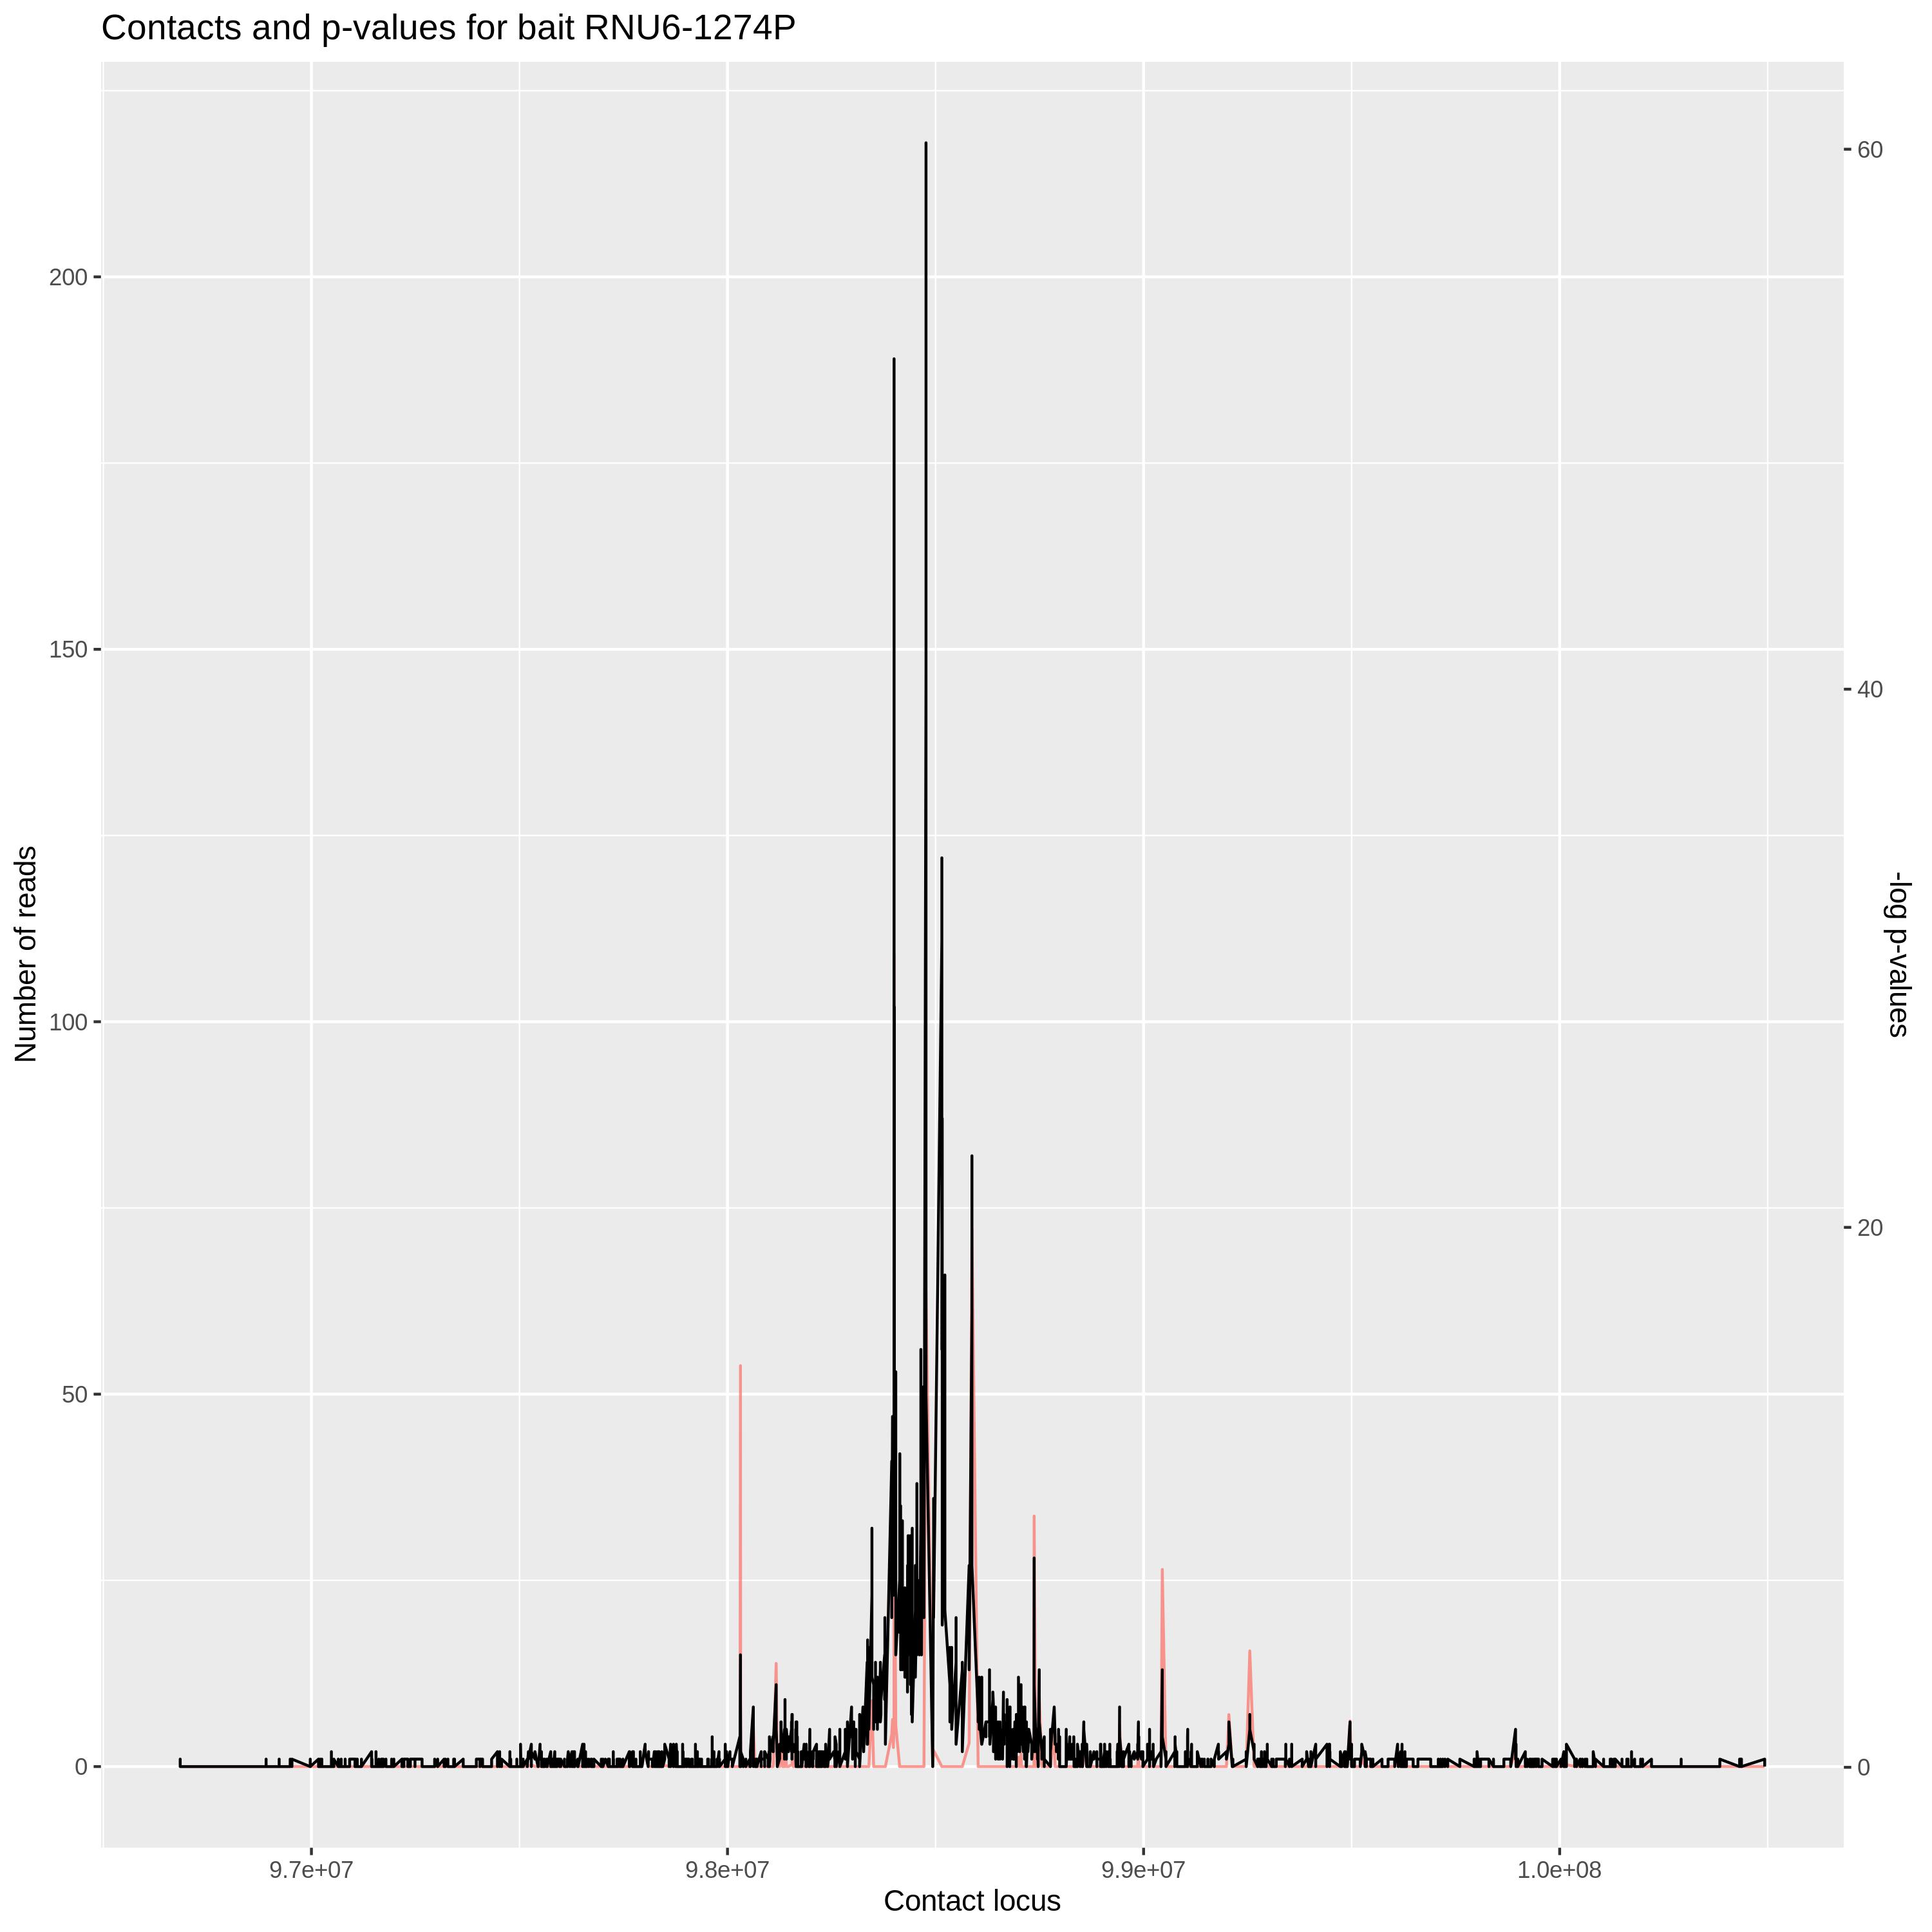 Contacts and p-values for bait RNU6-1274P
Number of reads
200
150
100
50
0
60
40
20
0
-log p-values
9.7e+07
9.8e+07
9.9e+07
1.0e+08
Contact locus